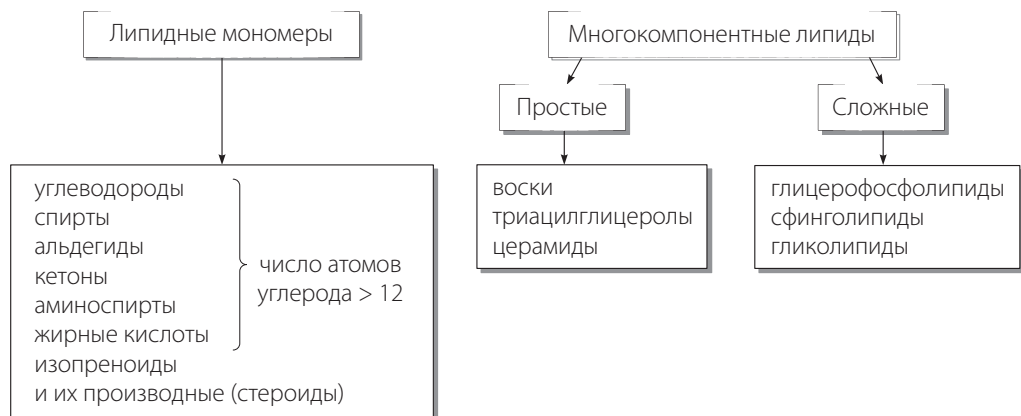 Липидные мономеры
углеводороды
спирты
альдегиды
кетоны
аминоспирты
жирные кислоты
число атомов
углерода > 12
изопреноиды
и их производные (стероиды)
Многокомпонентные липиды
Простые
воски
триацилглицеролы
церамиды
Сложные
глицерофосфолипиды
сфинголипиды
гликолипиды